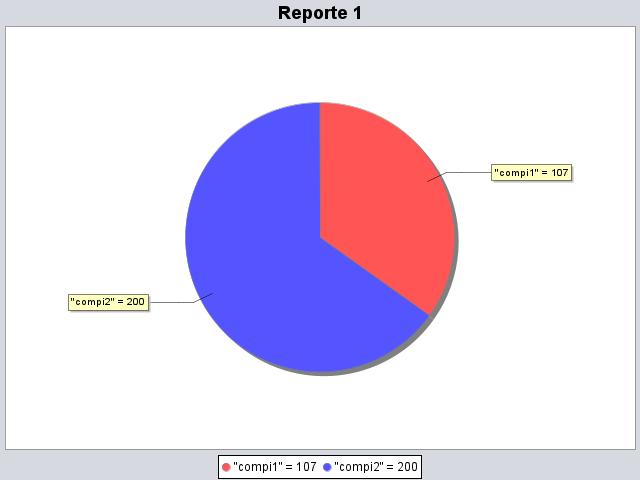 Reporte 1
"compi1" = 107
"compi2" = 200
"compi1" = 107 "compi2" = 200